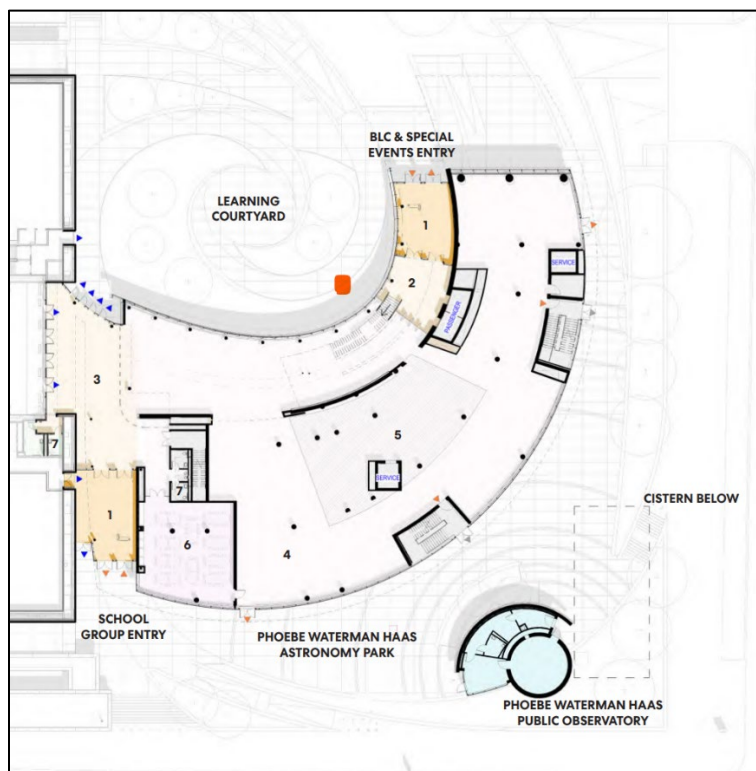 BLC & SPECIAL
EVENTS ENTRY
LEARNING
COURTYARD
1
2
SERVICE
PASSENGER
3
5
7
7
SERVICE
CISTERN BELOW
1
6
4
SCHOOL
GROUP ENTRY
PHOEBE WATERMAN HAAS
ASTRONOMY PARK
PHOEBE WATERMAN HAAS
PUBLIC OBSERVATORY